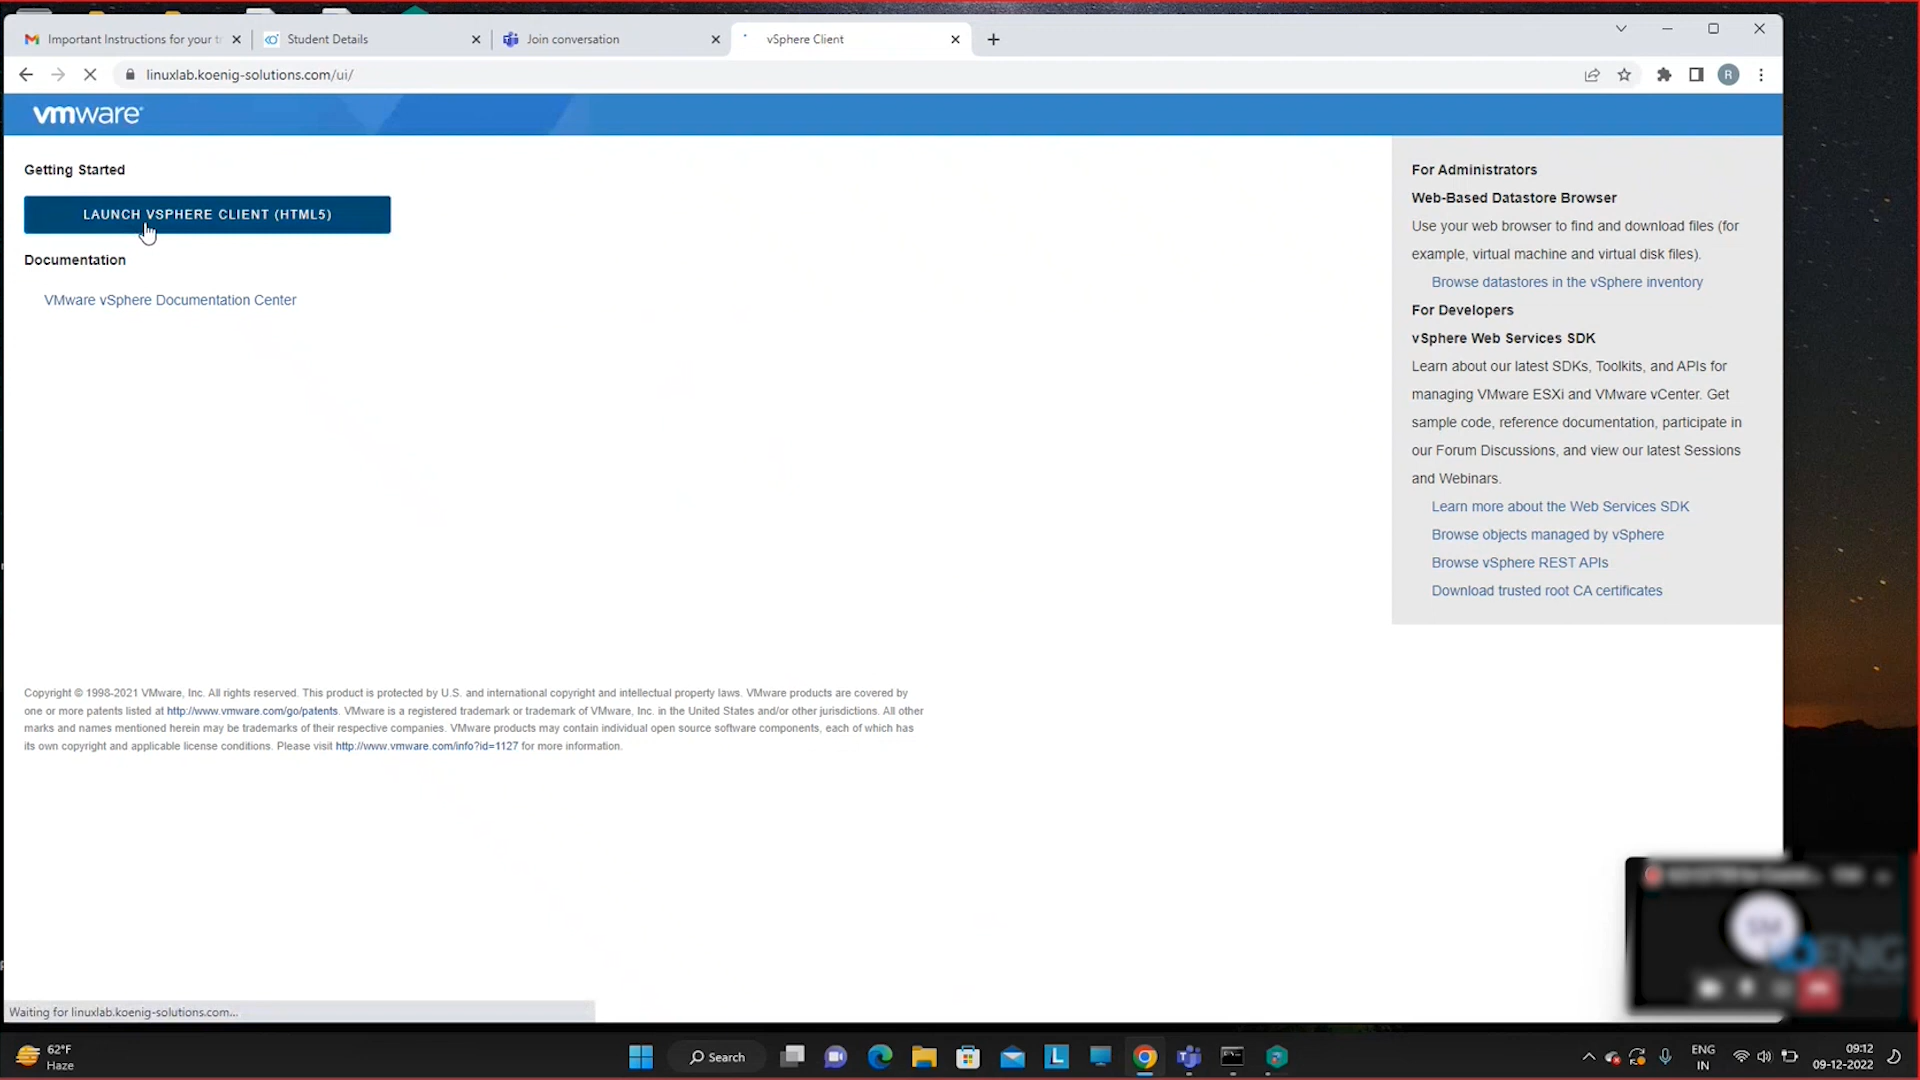 Important Instructions for your t
Student Details
Join conversation
vSphere Client
linuxlab.koenig-solutions.com/ui/
R
vmware
Getting Started
LAUNCH VSPHERE CLIENT (HTML5)
Documentation
VMware vSphere Documentation Center
For Administrators
Web-Based Datastore Browser
Use your web browser to find and download files (for
example, virtual machine and virtual disk files).
Browse datastores in the vSphere inventory
For Developers
vSphere Web Services SDK
Learn about our latest SDKs, Toolkits, and APIs for
managing VMware ESXi and VMware vCenter. Get
sample code, reference documentation, participate in
our Forum Discussions, and view our latest Sessions
and Webinars.
Learn more about the Web Services SDK
Browse objects managed by vSphere
Browse vSphere REST APIs
Download trusted root CA certificates
Copyright © 1998-2021 VMware, Inc. All rights reserved. This product is protected by U.S. and international copyright and intellectual property laws. VMware products are covered by
one or more patents listed at http://www.vmware.com/go/patents. VMware is a registered trademark or trademark of VMware, Inc. in the United States and/or other jurisdictions. All other
marks and names mentioned herein may be trademarks of their respective companies. VMware products may contain individual open source software components, each of which has
its own copyright and applicable license conditions. Please visit http://www.vmware.com/info?id=1127 for more information.
SM
KOENIG
Waiting for linuxlab.koenig-solutions.com...
62°F
Haze
Search
L
ENG
IN
09:12
09-12-2022